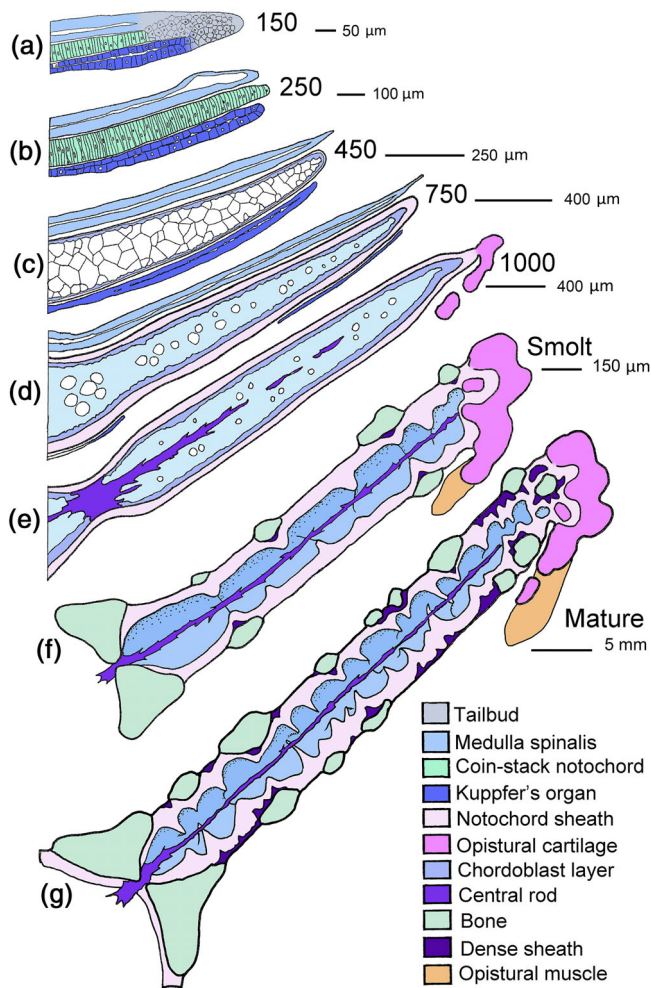 (a)
150
50 µm
250
100 µm
(b)
450
250 µm
750
400 µm
(c)
1000
400 µm
Smolt
150 µm
(d)
(e)
Mature
5 mm
(f)
Tailbud
Medulla spinalis
Coin-stack notochord
Kuppfer's organ
Notochord sheath
Opistural cartilage
Chordoblast layer
(g)
Central rod
Bone
Dense sheath
Opistural muscle